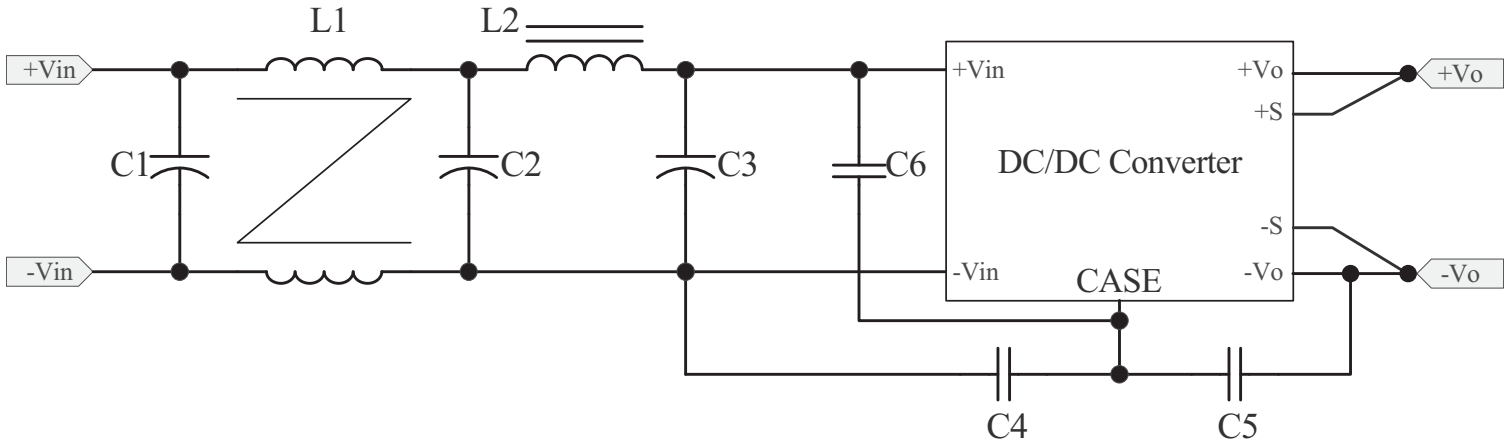 L1
L2
+Vin
+Vin
+Vo
+Vo
+S
C1
C2
C3
C6
DC/DC Converter
-S
-Vin
-Vin
-Vo
-Vo
CASE
C4
C5